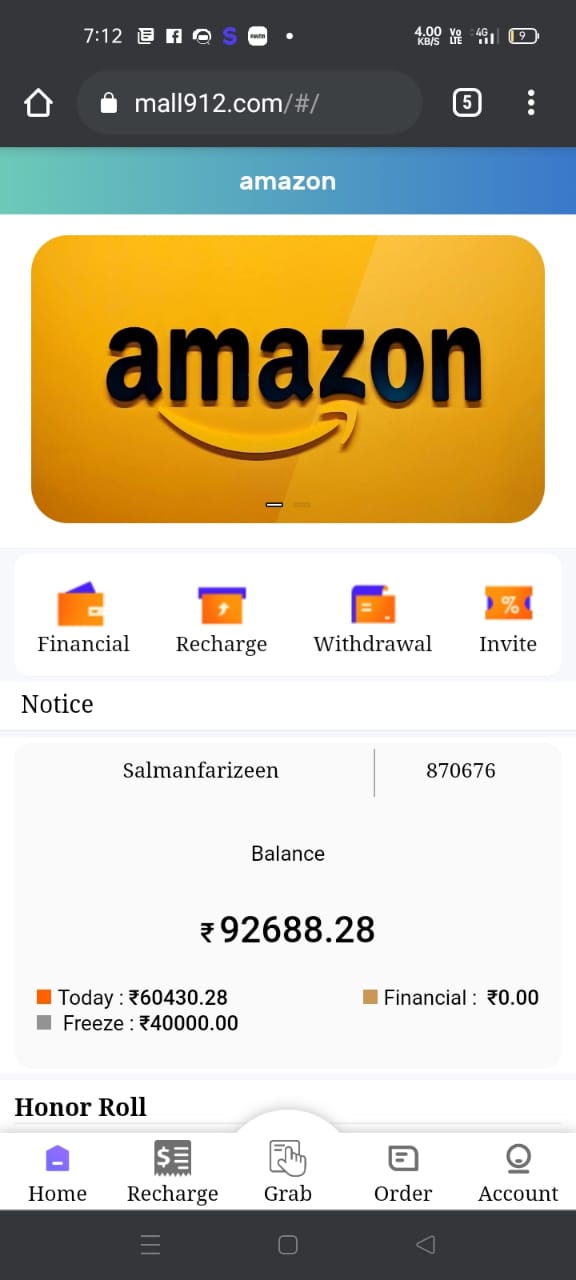 7:12 S paytm 4.00 KB/S Vo LTE 4G 9
mall912.com/#/ 5
amazon
amazon
Financial Recharge Withdrawal Invite
Notice
Salmanfarizeen 870676
Balance
₹92688.28
Today : ₹60430.28 Financial : ₹0.00
Freeze : ₹40000.00
Honor Roll
Home Recharge Grab Order Account